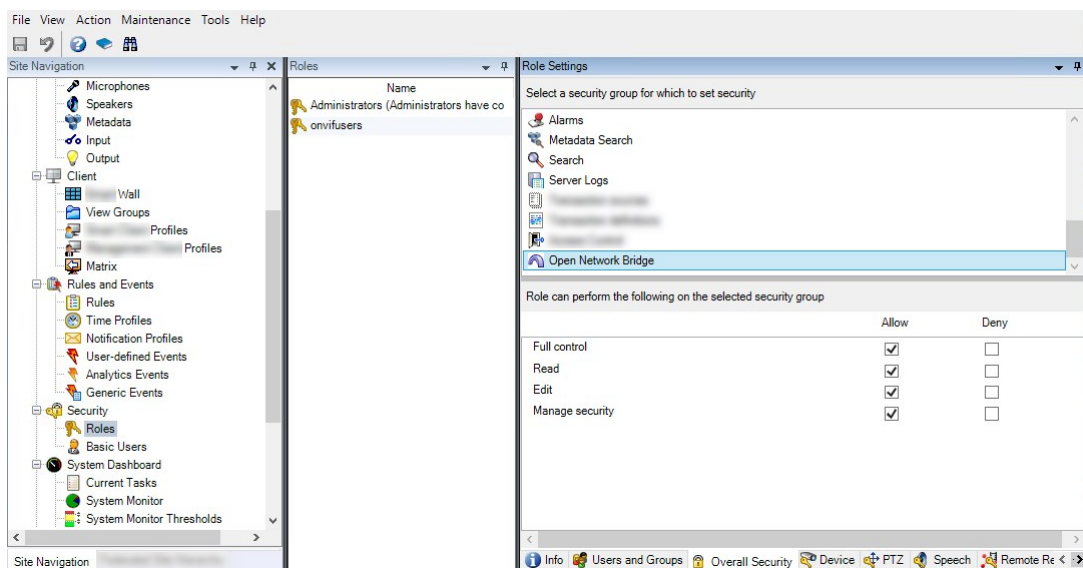 File View Action Maintenance Tools Help
Site Navigation
Microphones
Speakers
Metadata
Input
Output
Client
Wall
View Groups
Profiles
Profiles
Matrix
Rules and Events
Rules
Time Profiles
Notification Profiles
User-defined Events
Analytics Events
Generic Events
Security
Roles
Basic Users
System Dashboard
Current Tasks
System Monitor
System Monitor Thresholds
Site Navigation
Roles
Name
Administrators (Administrators have co
onvifusers
Role Settings
Select a security group for which to set security
Alarms
Metadata Search
Search
Server Logs
Open Network Bridge
Role can perform the following on the selected security group
Allow Deny
Full control
Read
Edit
Manage security
Info Users and Groups Overall Security Device PTZ Speech Remote Re